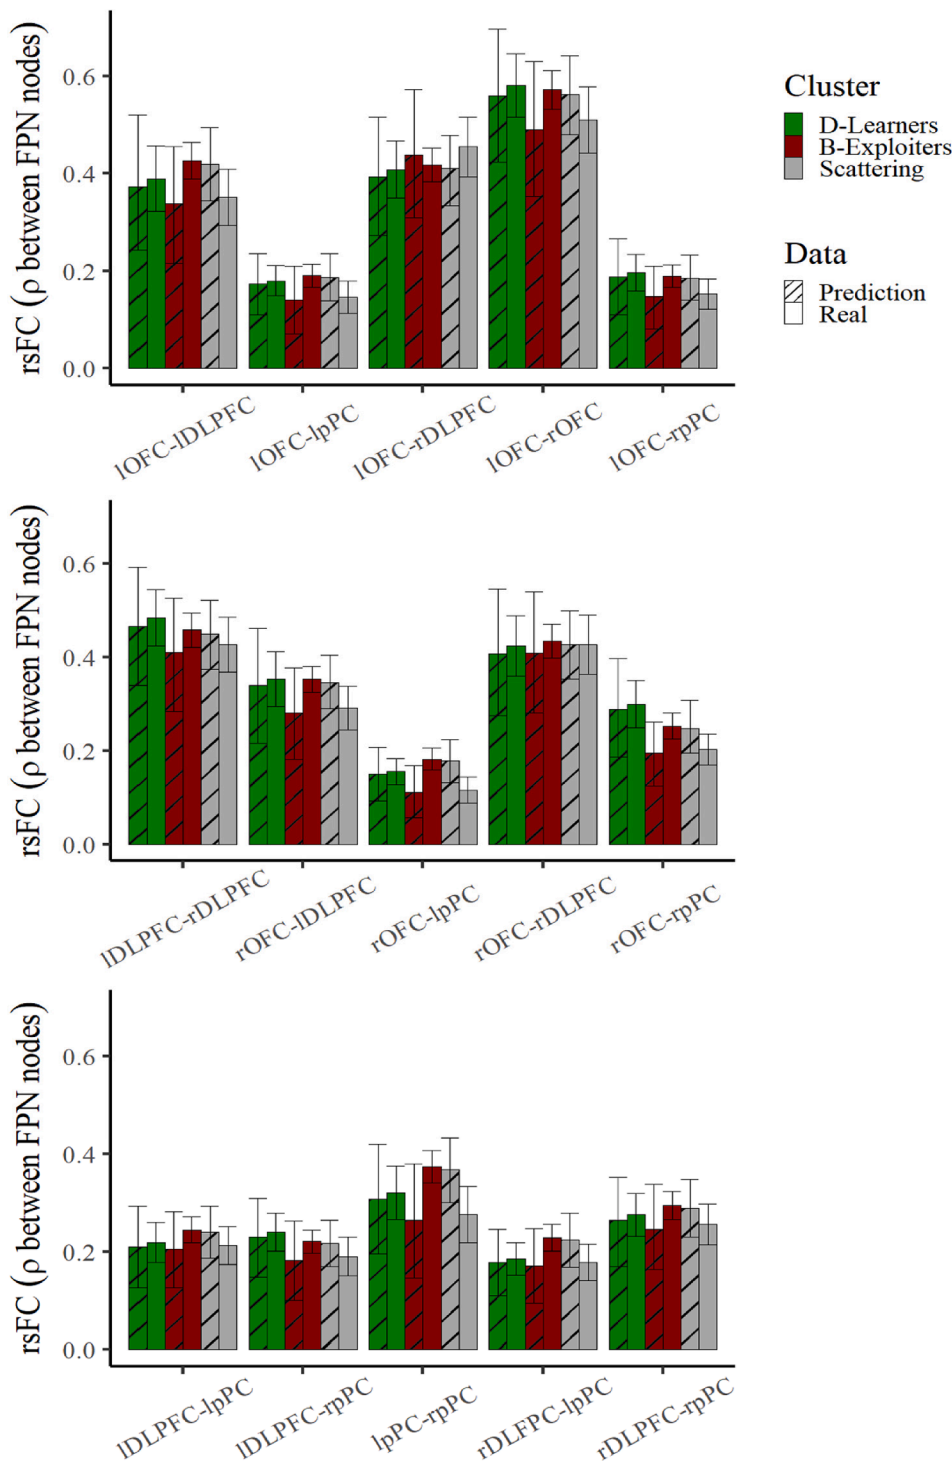 rsFC (ρ between FPN nodes)
0.6
0.4
0.2
0.0
lOFC-lDLPFC
lOFC-lpPC
lOFC-rDLPFC
lOFC-rOFC
lOFC-rpPC
Cluster
D-Learners
B-Exploiters
Scattering
Data
Prediction
Real
rsFC (ρ between FPN nodes)
0.6
0.4
0.2
0.0
lDLPFC-rDLPFC
rOFC-lDLPFC
rOFC-lpPC
rOFC-rDLPFC
rOFC-rpPC
rsFC (ρ between FPN nodes)
0.6
0.4
0.2
0.0
lDLPFC-lpPC
lDLPFC-rpPC
lpPC-rpPC
rDLFPC-lpPC
rDLPFC-rpPC